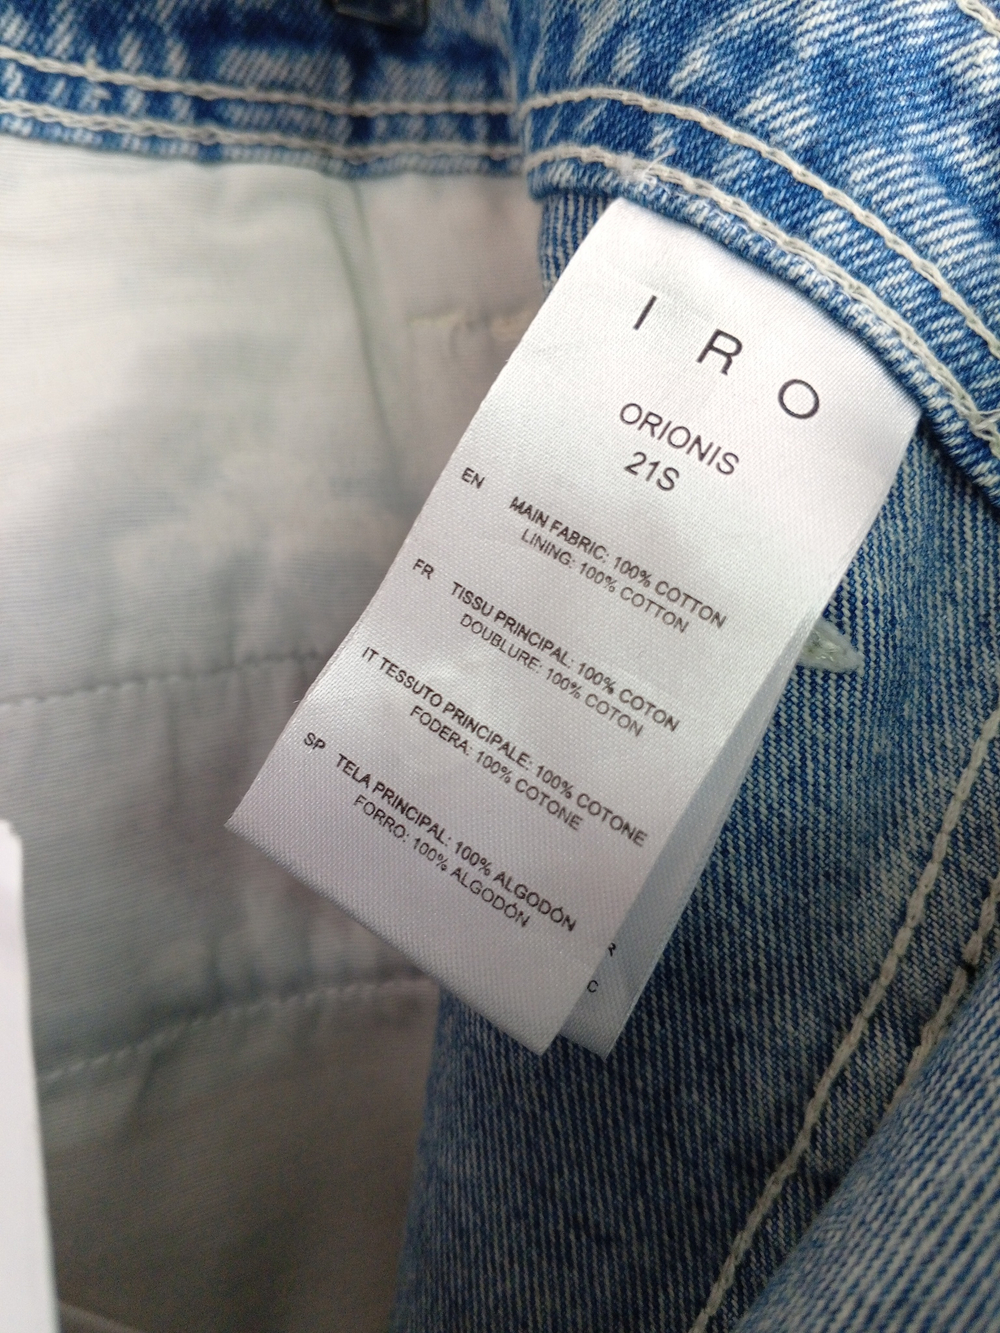 I R O
ORIONIS
21S
EN MAIN FABRIC: 100% COTTON
LINING: 100% COTTON
FR TISSU PRINCIPAL: 100% COTON
DOUBLURE: 100% COTON
IT TESSUTO PRINCIPALE: 100% COTONE
FODERA: 100% COTONE
SP TELA PRINCIPAL: 100% ALGODÓN
FORRO: 100% ALGODÓN
R
C